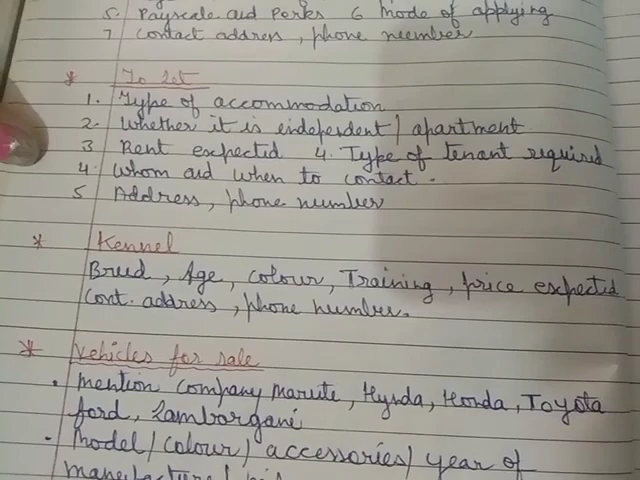 5. Payscale and Perks 6 Mode of applying
7 Contact address, phone number
* To Let
1. Type of accommodation
2. Whether it is independent / apartment
3 Rent expected 4. Type of tenant required
4. Whom and when to contact.
5 Address, phone number
* Kennel
Breed, Age, Colour, Training, price expected
Cont. address, phone number.
* Vehicles for sale
• Mention Company Marute, Hynda, Honda, Toyota
ford, Lamborgani
• Model / Colour / accessories / year of